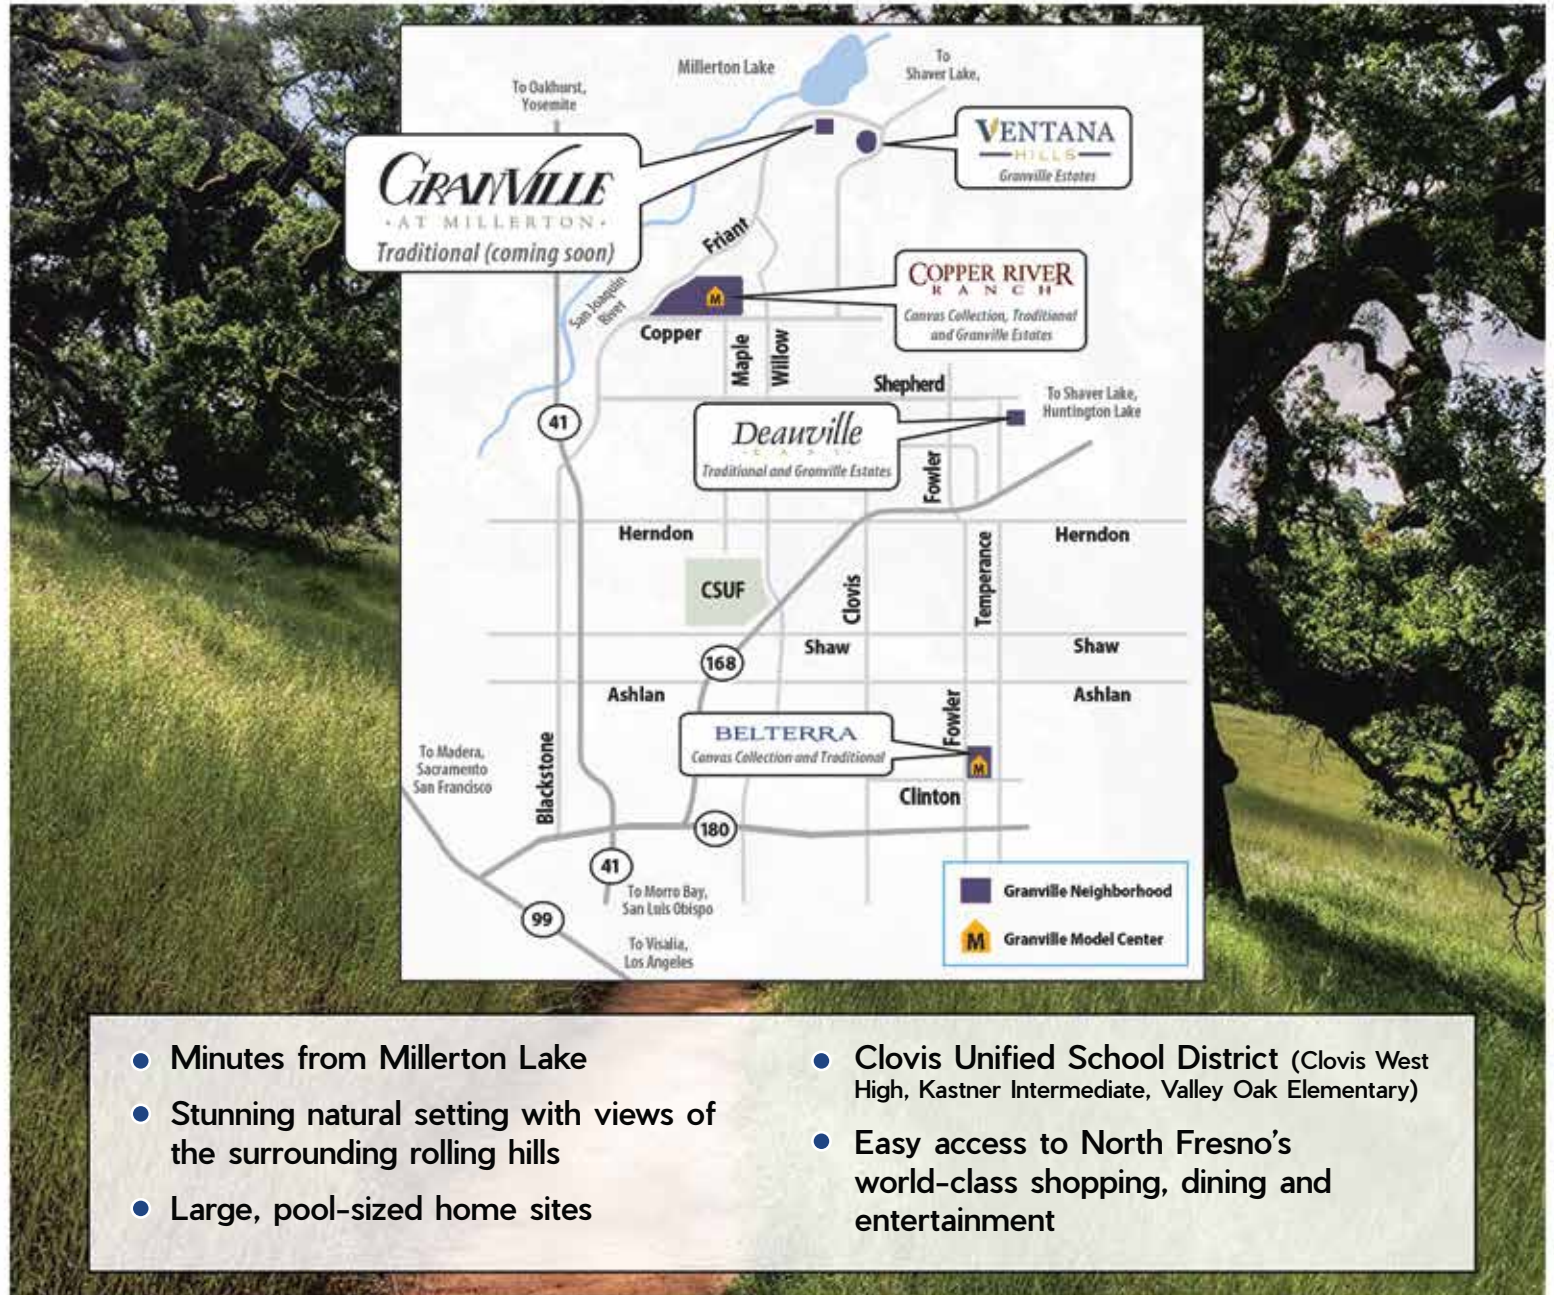 Millerton Lake
To
Shaver Lake,
To Oakhurst,
Yosemite
GRANVILLE
·AT MILLERTON·
Traditional (coming soon)
VENTANA
HILLS
Granville Estates
Friant
San Joaquin
River
COPPER RIVER
RANCH
Canvas Collection, Traditional
and Granville Estates
Copper
Maple
Willow
Shepherd
To Shaver Lake,
Huntington Lake
41
Deauville
EAST
Traditional and Granville Estates
Fowler
Herndon
Herndon
CSUF
Clovis
Temperance
Shaw
Shaw
168
Ashlan
Ashlan
BELTERRA
Canvas Collection and Traditional
Fowler
M
M
To Madera,
Sacramento
San Francisco
Blackstone
Clinton
180
41
To Morro Bay,
San Luis Obispo
99
To Visalia,
Los Angeles
Granville Neighborhood
M
Granville Model Center
Minutes from Millerton Lake
Stunning natural setting with views of
the surrounding rolling hills
Large, pool-sized home sites
Clovis Unified School District (Clovis West
High, Kastner Intermediate, Valley Oak Elementary)
Easy access to North Fresno’s
world-class shopping, dining and
entertainment